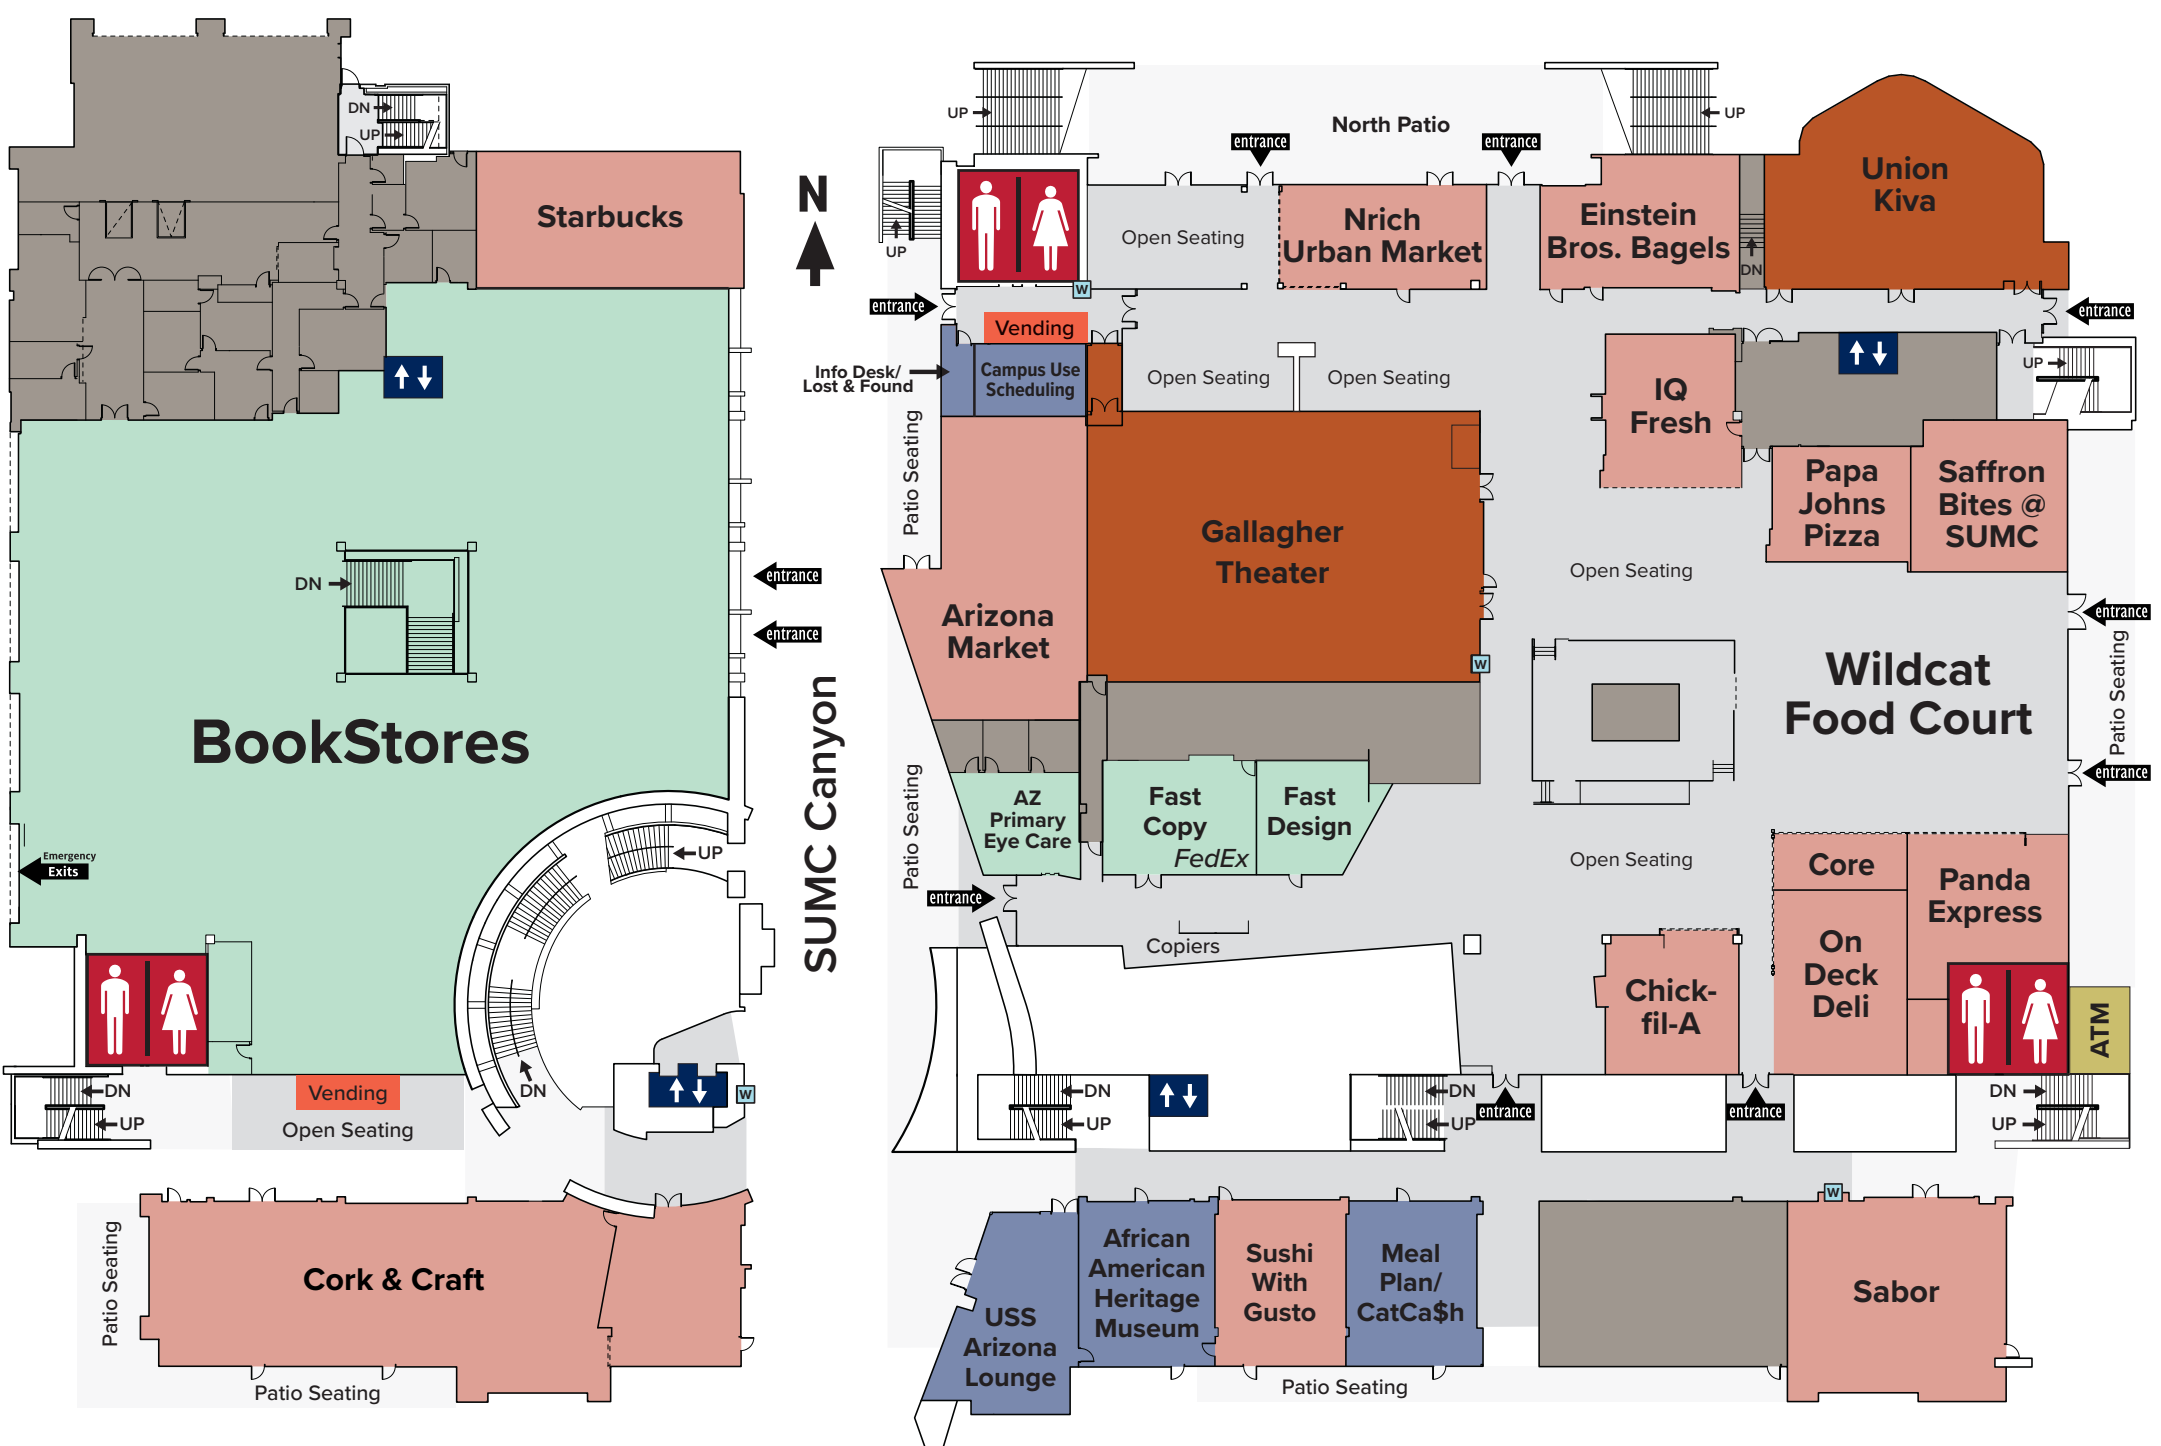 DN
UP
Starbucks
DN
BookStores
entrance
entrance
Emergency
Exits
UP
DN
DN
UP
Vending
Open Seating
W
Patio Seating
Cork & Craft
Patio Seating
N
SUMC Canyon
UP
North Patio
UP
entrance
entrance
UP
Open Seating
Nrich
Urban Market
Einstein
Bros. Bagels
DN
Union
Kiva
W
entrance
Vending
entrance
Info Desk/
Lost & Found
Campus Use
Scheduling
Open Seating
Open Seating
IQ
Fresh
UP
Patio Seating
Papa
Johns
Pizza
Saffron
Bites @
SUMC
Gallagher
Theater
Open Seating
Arizona
Market
entrance
W
Wildcat
Food Court
Patio Seating
entrance
Patio Seating
AZ
Primary
Eye Care
Fast
Copy
FedEx
Fast
Design
Open Seating
Core
Panda
Express
entrance
Copiers
On
Deck
Deli
Chick-
fil-A
ATM
DN
UP
DN
UP
entrance
entrance
DN
UP
W
USS
Arizona
Lounge
African
American
Heritage
Museum
Sushi
With
Gusto
Meal
Plan/
CatCa$h
Sabor
Patio Seating